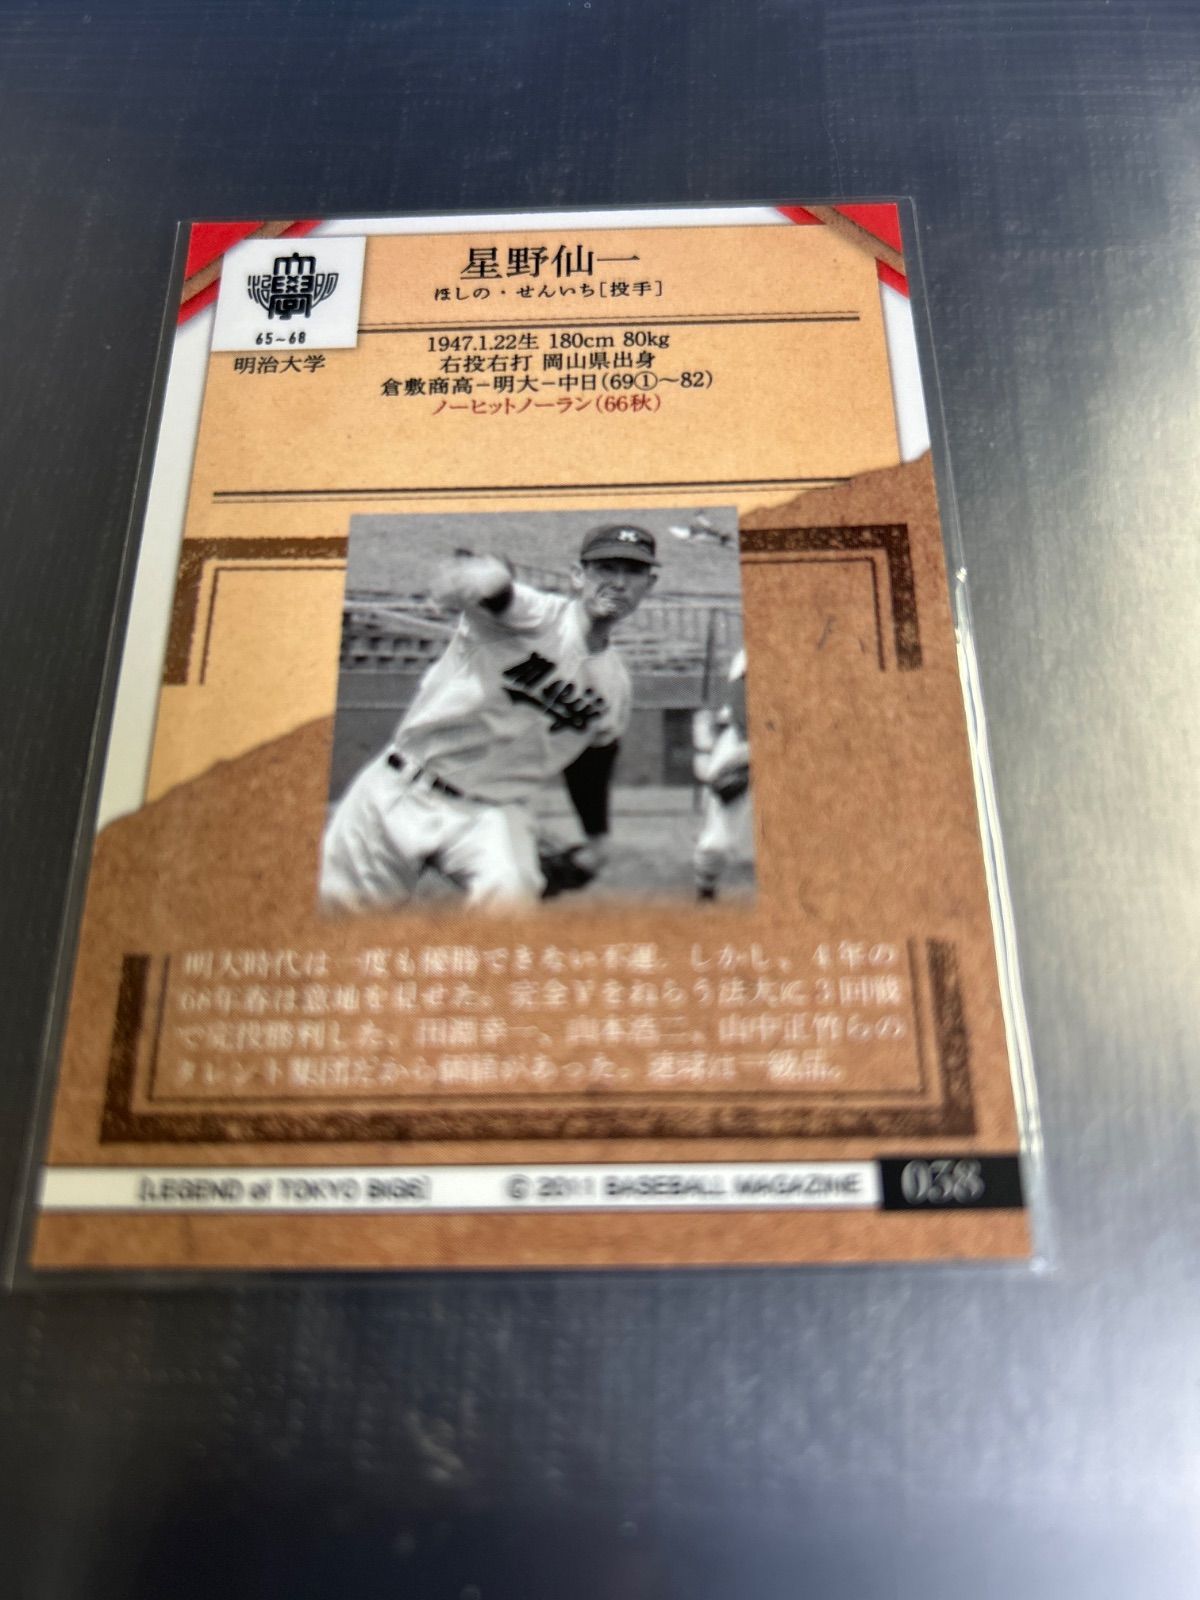 星野仙一
ほしの・せんいち[投手]
明治
大學
65~68
明治大学
1947.1.22生 180cm 80kg
右投右打 岡山県出身
倉敷商高-明大-中日(69①~82)
ノーヒットノーラン(66秋)
M
Meiji
明大時代は一度も優勝できない不運。しかし、4年の
68年春は意地を見せた。完全Vをねらう法大に3回戦
で完投勝利した。田淵幸一、山本浩二、山中正竹らの
タレント集団だから価値があった。速球は一級品。
[LEGEND of TOKYO BIG6]
© 2011 BASEBALL MAGAZINE
038